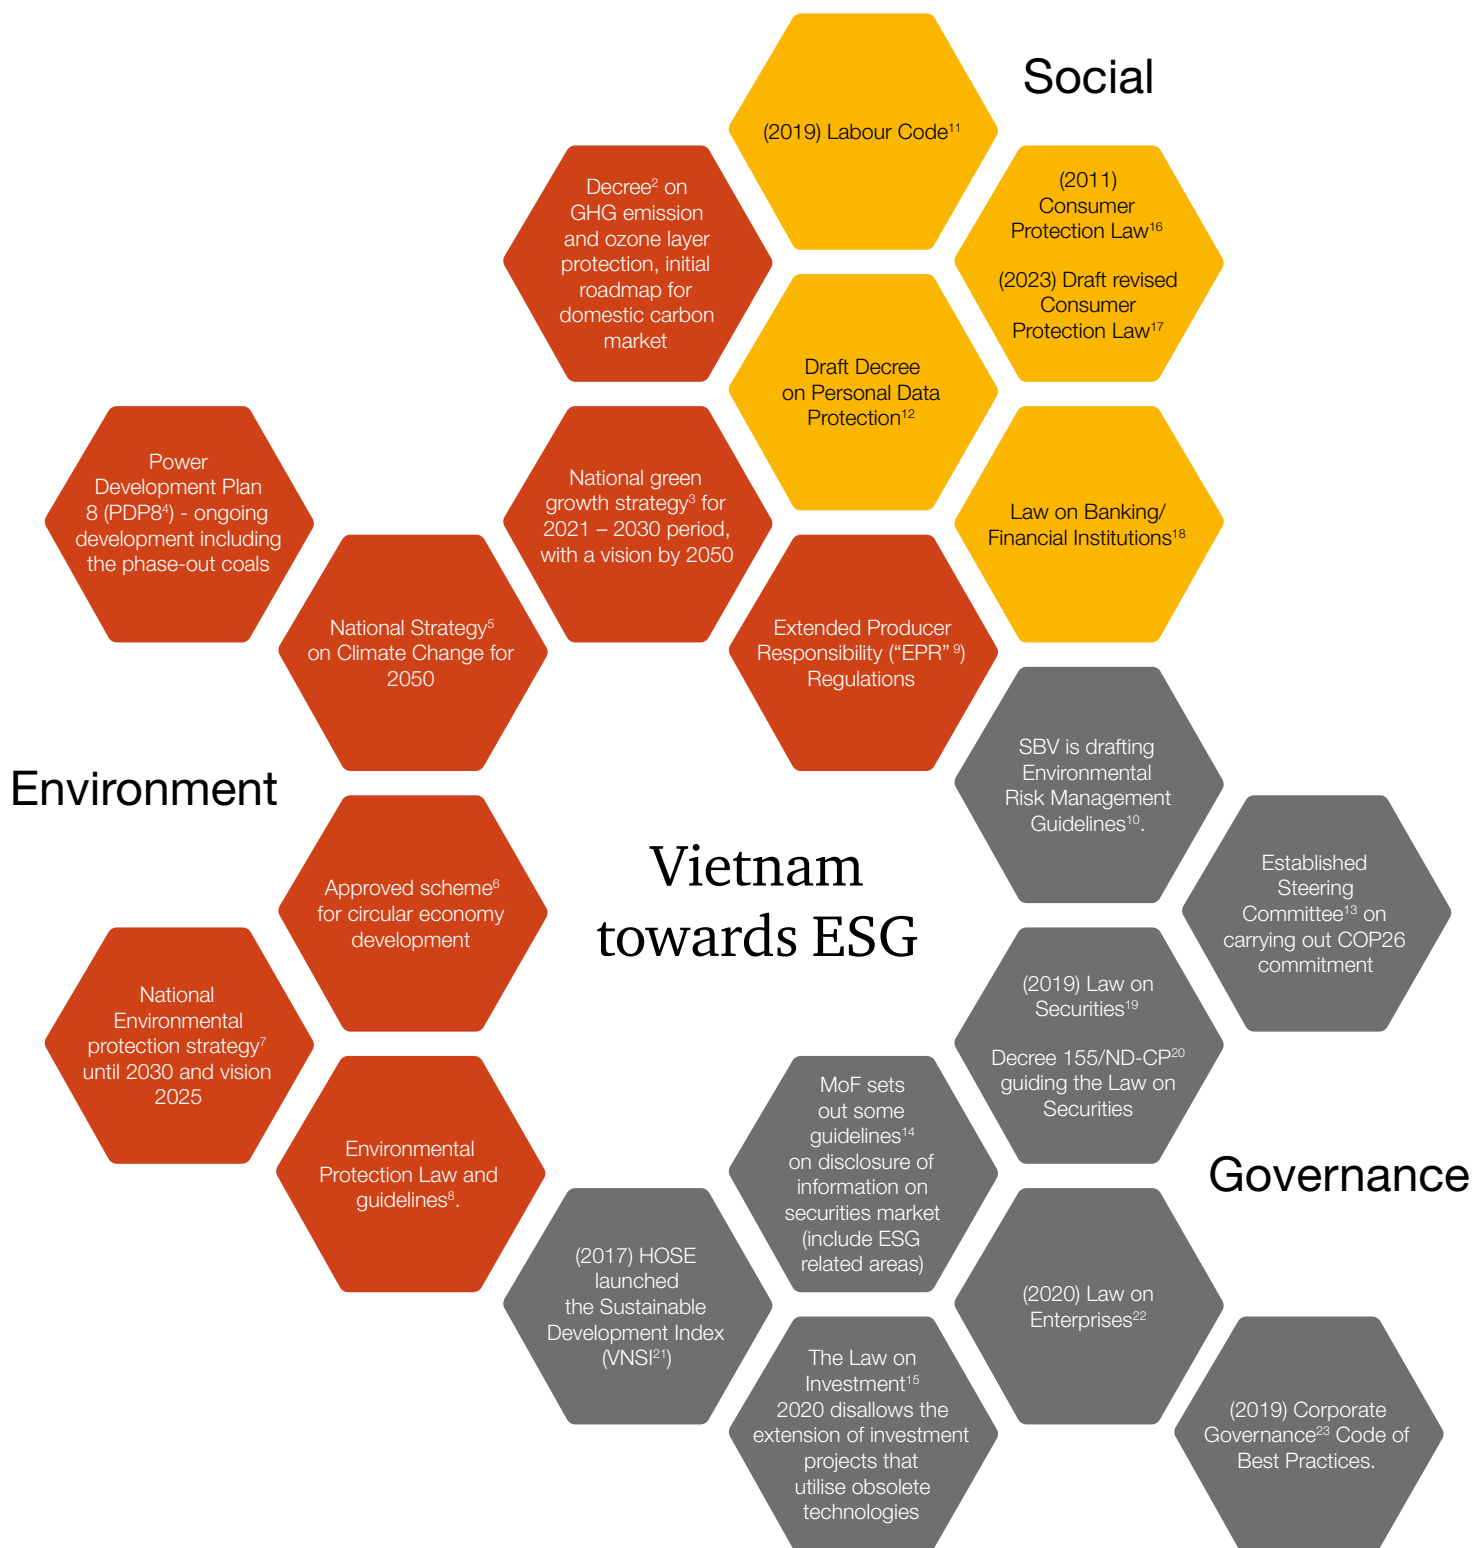 Social
(2019) Labour Code¹¹
Decree² on
GHG emission
and ozone layer
protection, initial
roadmap for
domestic carbon
market
(2011)
Consumer
Protection Law¹⁶
(2023) Draft revised
Consumer
Protection Law¹⁷
Draft Decree
on Personal Data
Protection¹²
Power
Development Plan
8 (PDP8⁴) - ongoing
development including
the phase-out coals
National green
growth strategy³ for
2021 – 2030 period,
with a vision by 2050
Law on Banking/
Financial Institutions¹⁸
National Strategy⁵
on Climate Change for
2050
Extended Producer
Responsibility (“EPR” ⁹)
Regulations
Environment
SBV is drafting
Environmental
Risk Management
Guidelines¹⁰.
Vietnam
towards ESG
Approved scheme⁶
for circular economy
development
Established
Steering
Committee¹³ on
carrying out COP26
commitment
National
Environmental
protection strategy⁷
until 2030 and vision
2025
(2019) Law on
Securities¹⁹
Decree 155/ND-CP²⁰
guiding the Law on
Securities
MoF sets
out some
guidelines¹⁴
on disclosure of
information on
securities market
(include ESG
related areas)
Environmental
Protection Law and
guidelines⁸.
Governance
(2017) HOSE
launched
the Sustainable
Development Index
(VNSI²¹)
(2020) Law on
Enterprises²²
The Law on
Investment¹⁵
2020 disallows the
extension of investment
projects that
utilise obsolete
technologies
(2019) Corporate
Governance²³ Code of
Best Practices.